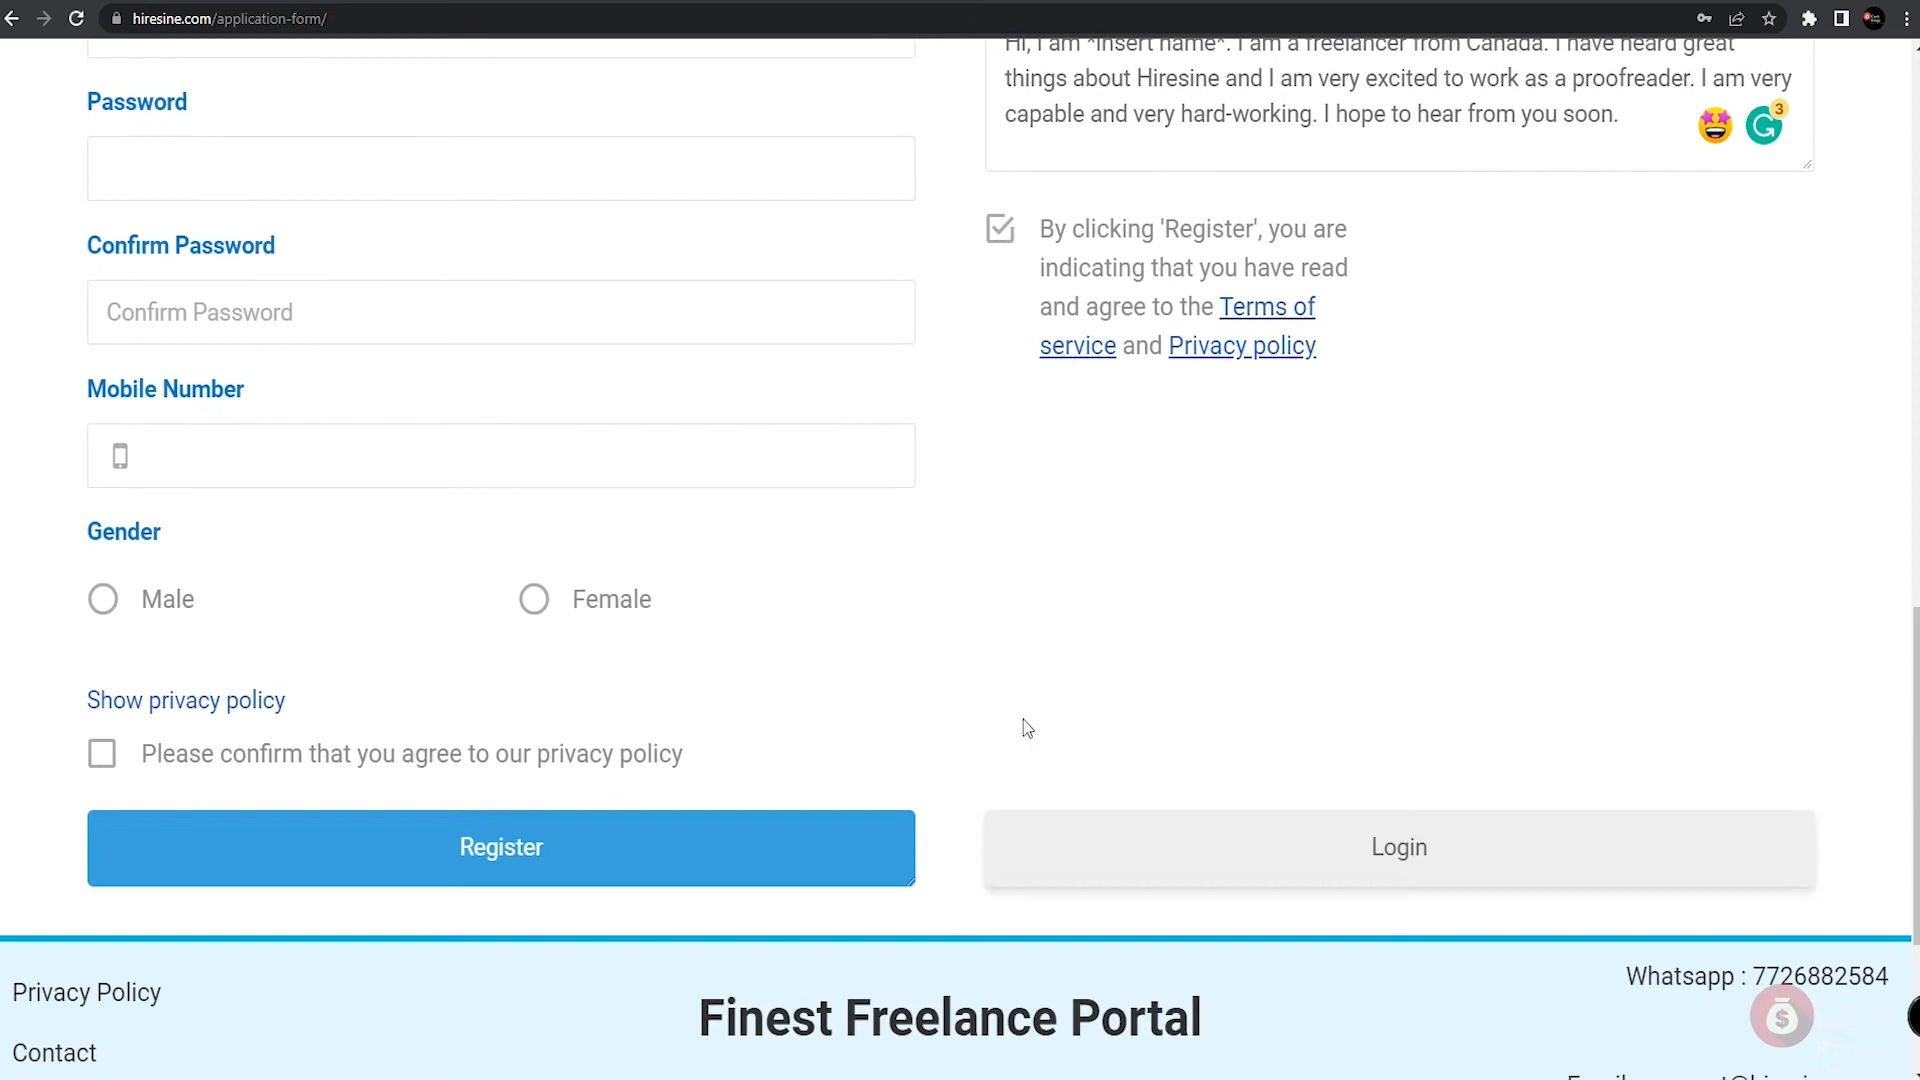 hiresine.com/application-form/
Password
Confirm Password
Confirm Password
Mobile Number
Gender
Male
Female
Show privacy policy
Please confirm that you agree to our privacy policy
Register
Hi, I am *insert name*. I am a freelancer from Canada. I have heard great
things about Hiresine and I am very excited to work as a proofreader. I am very
capable and very hard-working. I hope to hear from you soon.
3
By clicking 'Register', you are
indicating that you have read
and agree to the Terms of
service and Privacy policy
Login
Privacy Policy
Contact
Finest Freelance Portal
Whatsapp : 7726882584
$